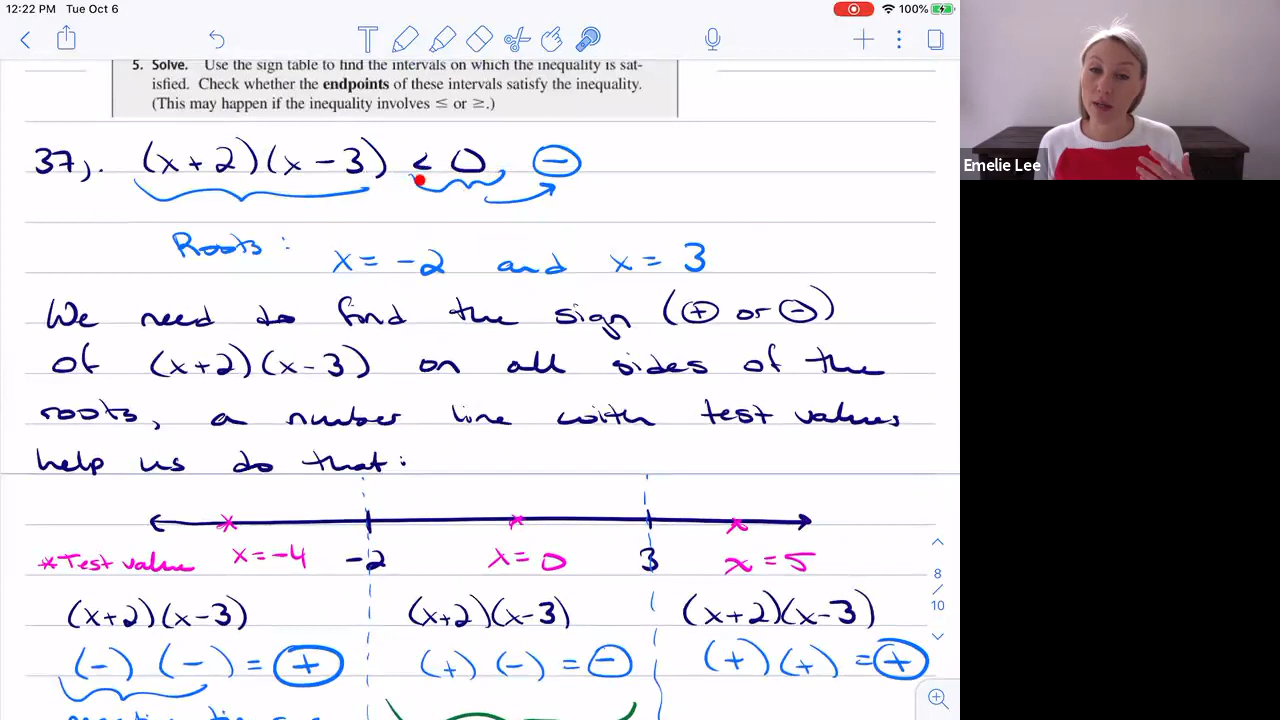 12:22 PM Tue Oct 6 100%
5. Solve. Use the sign table to find the intervals on which the inequality is sat-
isfied. Check whether the endpoints of these intervals satisfy the inequality.
(This may happen if the inequality involves ≤ or ≥.)
Emelie Lee
37). (x+2)(x-3) < 0, -
Roots: x = -2 and x = 3
We need to find the sign (+ or -)
of (x+2)(x-3) on all sides of the
roots, a number line with test values
help us do that:
*Test value x=-4 -2 x=0 3 x=5
(x+2)(x-3) (x+2)(x-3) (x+2)(x-3)
(-) (-) = + (+) (-) = - (+) (+) = +
8
/
10